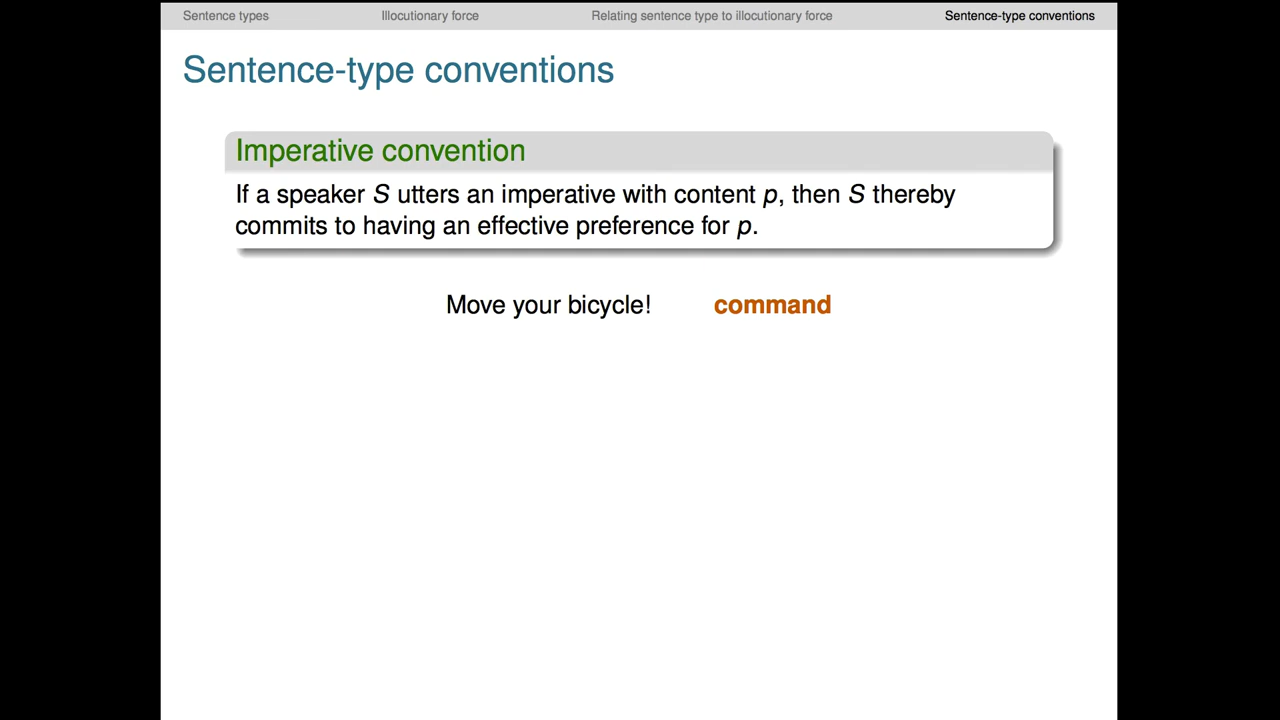 Sentence types Illocutionary force Relating sentence type to illocutionary force Sentence-type conventions
Sentence-type conventions
Imperative convention
If a speaker S utters an imperative with content p, then S thereby
commits to having an effective preference for p.
Move your bicycle! command